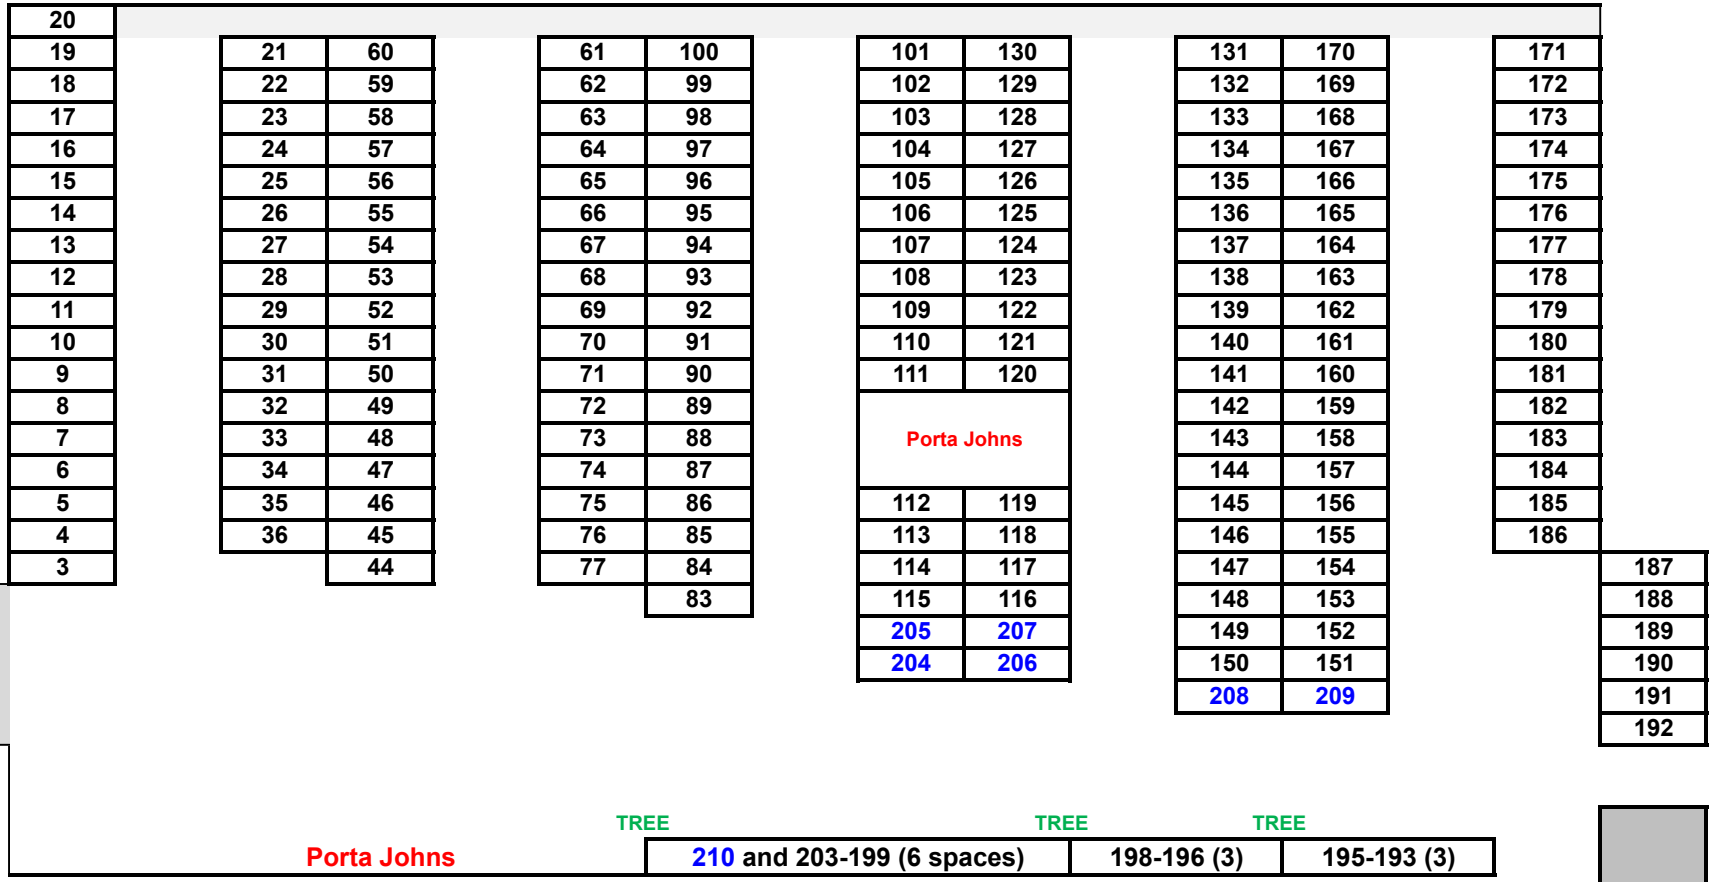 20
19 21 60 61 100 101 130 131 170 171
18 22 59 62 99 102 129 132 169 172
17 23 58 63 98 103 128 133 168 173
16 24 57 64 97 104 127 134 167 174
15 25 56 65 96 105 126 135 166 175
14 26 55 66 95 106 125 136 165 176
13 27 54 67 94 107 124 137 164 177
12 28 53 68 93 108 123 138 163 178
11 29 52 69 92 109 122 139 162 179
10 30 51 70 91 110 121 140 161 180
9 31 50 71 90 111 120 141 160 181
8 32 49 72 89 142 159 182
7 33 48 73 88 Porta Johns 143 158 183
6 34 47 74 87 144 157 184
5 35 46 75 86 112 119 145 156 185
4 36 45 76 85 113 118 146 155 186
3 44 77 84 114 117 147 154 187
83 115 116 148 153 188
205 207 149 152 189
204 206 150 151 190
208 209 191
192
TREE TREE TREE
Porta Johns 210 and 203-199 (6 spaces) 198-196 (3) 195-193 (3)